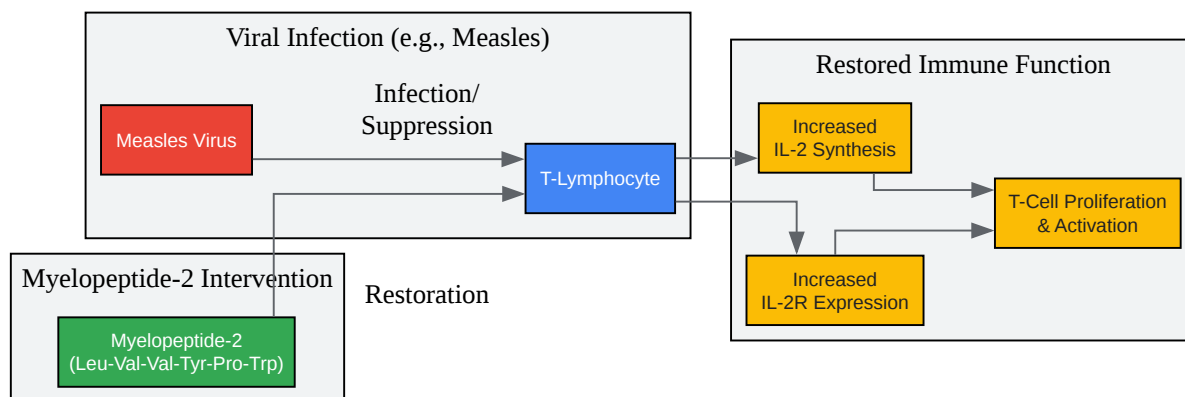 Viral Infection (e.g., Measles)
Infection/
Suppression
Measles Virus
T-Lymphocyte
Restored Immune Function
Increased
IL-2 Synthesis
T-Cell Proliferation
& Activation
Increased
IL-2R Expression
Myelopeptide-2 Intervention
Restoration
Myelopeptide-2
(Leu-Val-Val-Tyr-Pro-Trp)